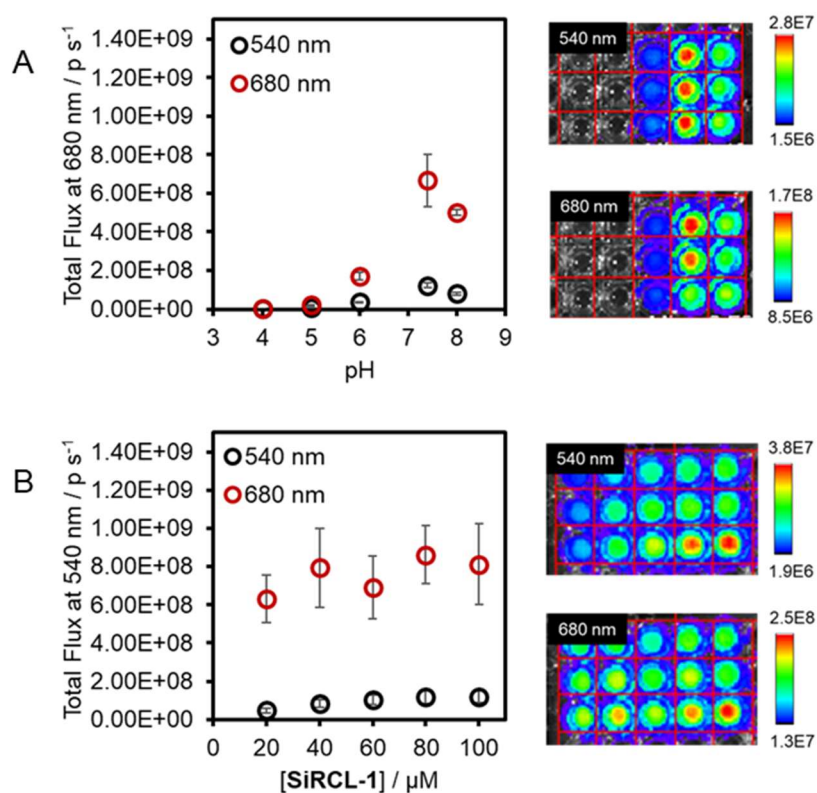 A
Total Flux at 680 nm / p s⁻¹
1.40E+09
1.20E+09
1.00E+09
8.00E+08
6.00E+08
4.00E+08
2.00E+08
0.00E+00
540 nm
680 nm
3 4 5 6 7 8 9
pH
540 nm
2.8E7
1.5E6
680 nm
1.7E8
8.5E6
B
Total Flux at 540 nm / p s⁻¹
1.40E+09
1.20E+09
1.00E+09
8.00E+08
6.00E+08
4.00E+08
2.00E+08
0.00E+00
540 nm
680 nm
0 20 40 60 80 100
[SiRCL-1] / µM
540 nm
3.8E7
1.9E6
680 nm
2.5E8
1.3E7